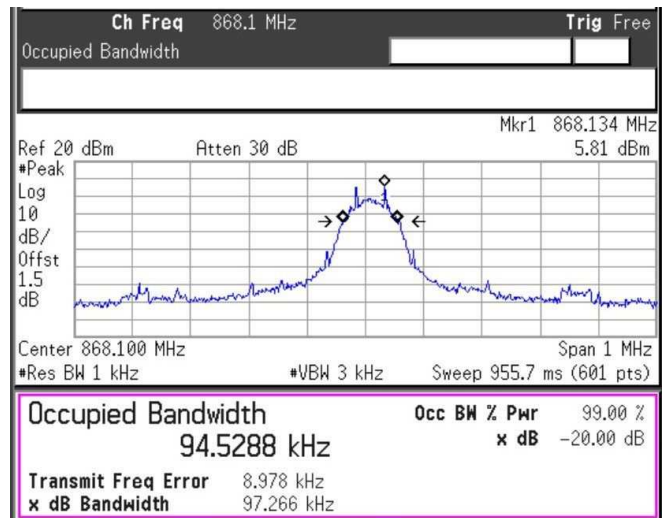 Ch Freq 868.1 MHz Trig Free
Occupied Bandwidth
Mkr1 868.134 MHz
Ref 20 dBm Atten 30 dB 5.81 dBm
#Peak
Log
10
dB/
Offst
1.5
dB
1
Center 868.100 MHz Span 1 MHz
#Res BW 1 kHz #VBW 3 kHz Sweep 955.7 ms (601 pts)
Occupied Bandwidth Occ BW % Pwr 99.00 %
94.5288 kHz x dB -20.00 dB
Transmit Freq Error 8.978 kHz
x dB Bandwidth 97.266 kHz